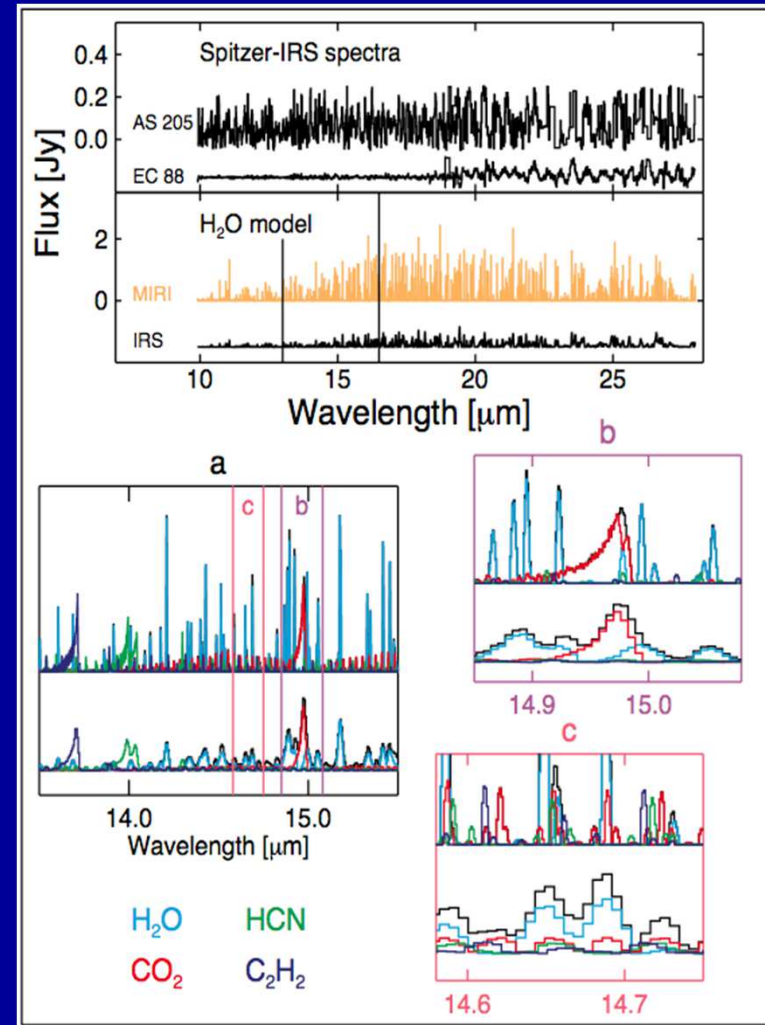 Spitzer-IRS spectra
0.4
0.2
0.0
AS 205
EC 88
Flux [Jy]
H₂O model
2
0
MIRI
IRS
10 15 20 25
Wavelength [μm]
a
c b
14.0 15.0
Wavelength [μm]
b
14.9 15.0
c
14.6 14.7
H₂O HCN
CO₂ C₂H₂